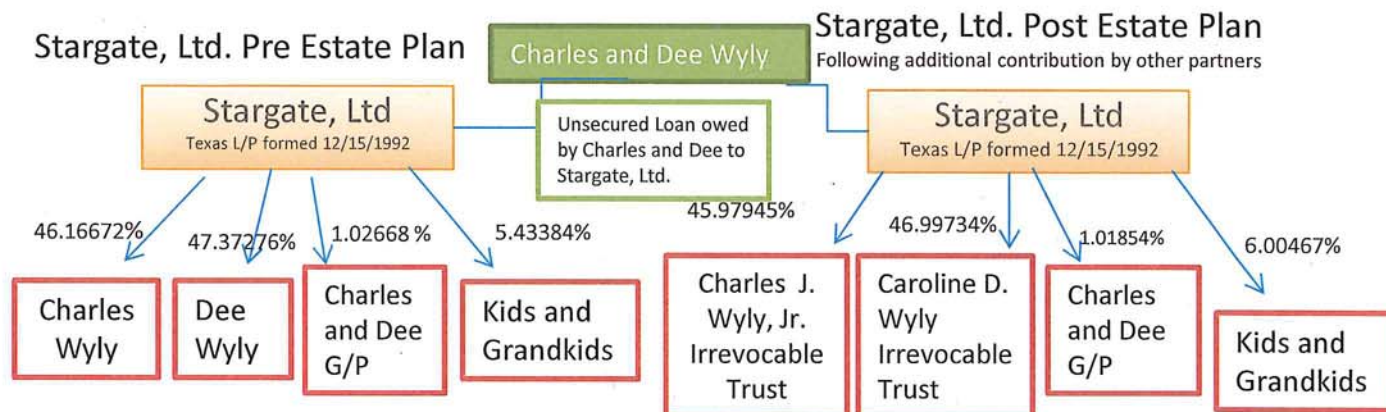 Stargate, Ltd. Pre Estate Plan
Charles and Dee Wyly
Stargate, Ltd. Post Estate Plan
Following additional contribution by other partners
Stargate, Ltd
Texas L/P formed 12/15/1992
Unsecured Loan owed
by Charles and Dee to
Stargate, Ltd.
Stargate, Ltd
Texas L/P formed 12/15/1992
46.16672%
47.37276%
1.02668 %
5.43384%
45.97945%
46.99734%
1.01854%
6.00467%
Charles
Wyly
Dee
Wyly
Charles
and Dee
G/P
Kids and
Grandkids
Charles J.
Wyly, Jr.
Irrevocable
Trust
Caroline D.
Wyly
Irrevocable
Trust
Charles
and Dee
G/P
Kids and
Grandkids